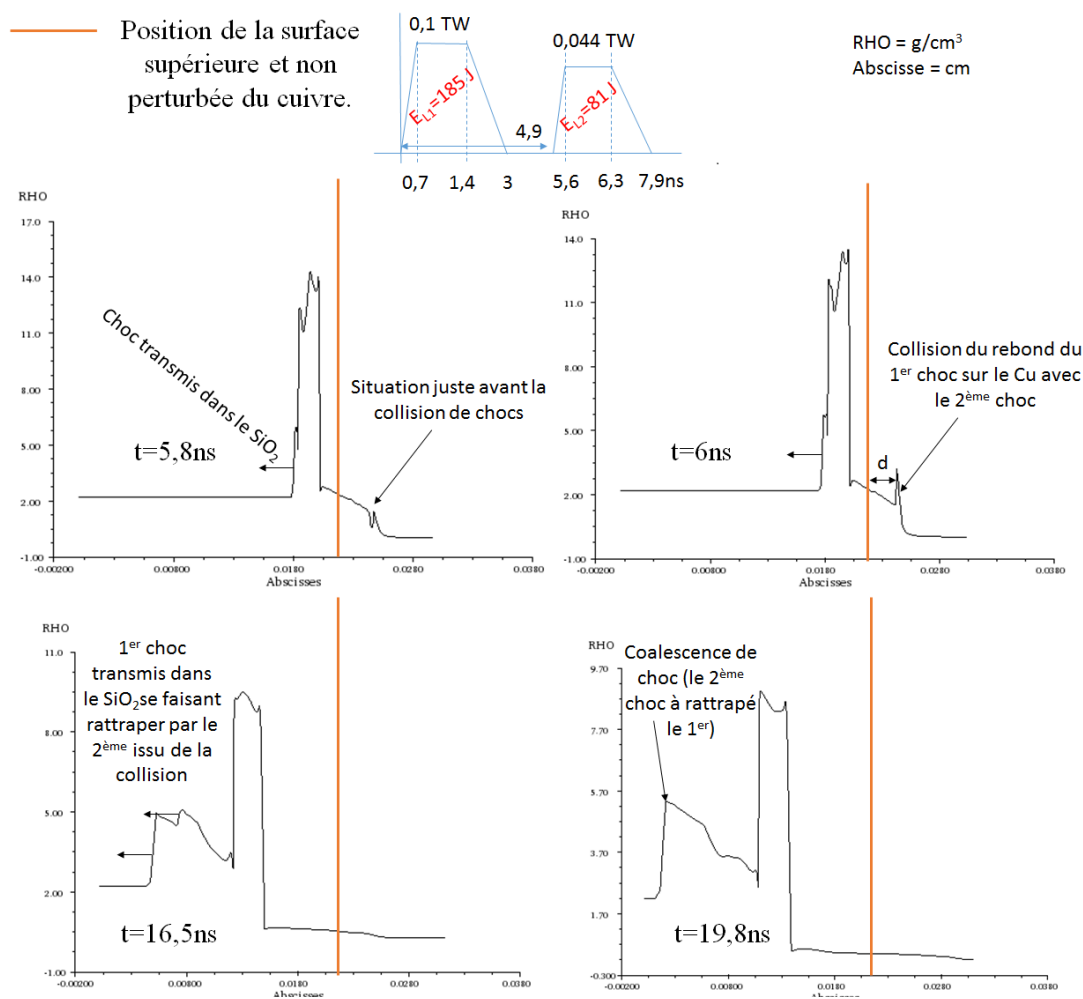 Position de la surface
supérieure et non
perturbée du cuivre.
0,1 TW
0,044 TW
E_L1=185 J
E_L2=81 J
4,9
0,7 1,4 3 5,6 6,3 7,9ns
RHO = g/cm³
Abscisse = cm
RHO
17.0
14.0
11.0
8.00
5.00
2.00
-1.00
-0.00200 0.00800 0.0180 0.0280 0.0380
Abscisses
Choc transmis dans le SiO₂
t=5,8ns
Situation juste avant la
collision de chocs
RHO
14.0
11.0
8.00
5.00
2.00
-1.00
-0.00200 0.00800 0.0180 0.0280 0.0380
Abscisses
t=6ns
d
Collision du rebond du
1er choc sur le Cu avec
le 2ème choc
RHO
11.0
8.00
5.00
2.00
-1.00
-0.00200 0.00800 0.0180 0.0280 0.0380
Abscisses
1er choc
transmis dans
le SiO₂se faisant
rattraper par le
2ème issu de la
collision
t=16,5ns
RHO
9.70
7.70
5.70
3.70
1.70
-0.300
-0.00200 0.00800 0.0180 0.0280 0.0380
Abscisses
Coalescence de
choc (le 2ème
choc à rattrapé
le 1er)
t=19,8ns